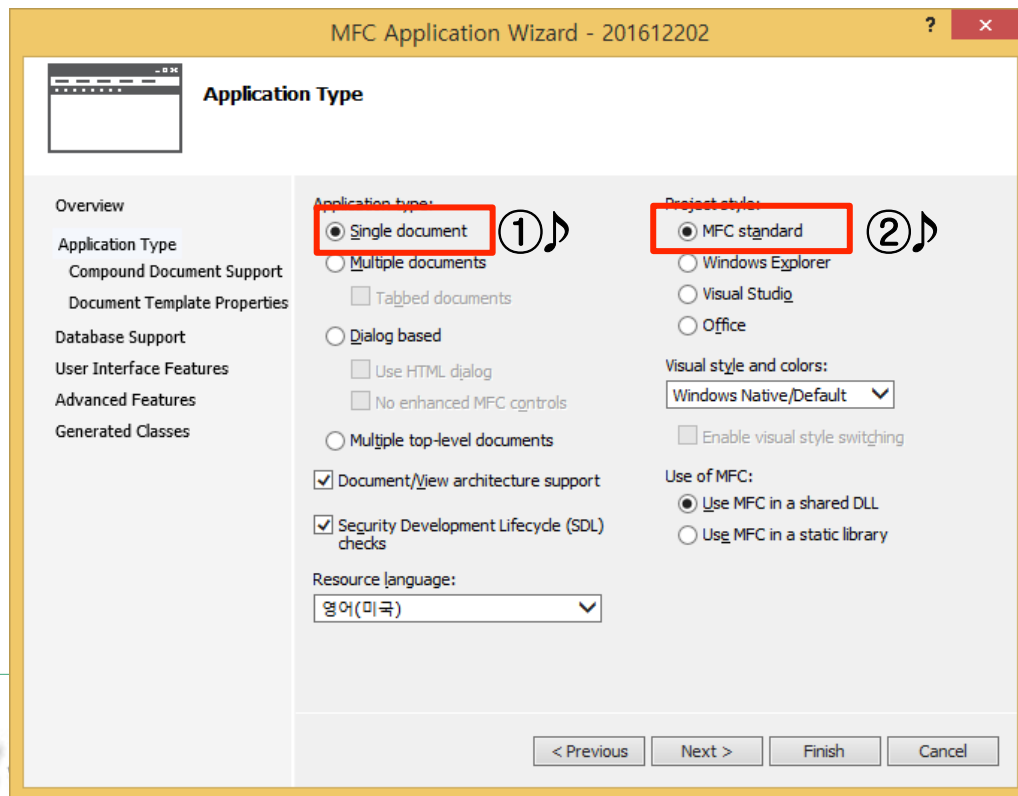 MFC Application Wizard - 201612202
? ×
Application Type
Overview
Application Type
Compound Document Support
Document Template Properties
Database Support
User Interface Features
Advanced Features
Generated Classes
Application type:
Single document ①♪
Multiple documents
Tabbed documents
Dialog based
Use HTML dialog
No enhanced MFC controls
Multiple top-level documents
Document/View architecture support
Security Development Lifecycle (SDL)
checks
Resource language:
영어(미국)
Project style:
MFC standard ②♪
Windows Explorer
Visual Studio
Office
Visual style and colors:
Windows Native/Default
Enable visual style switching
Use of MFC:
Use MFC in a shared DLL
Use MFC in a static library
< Previous Next > Finish Cancel